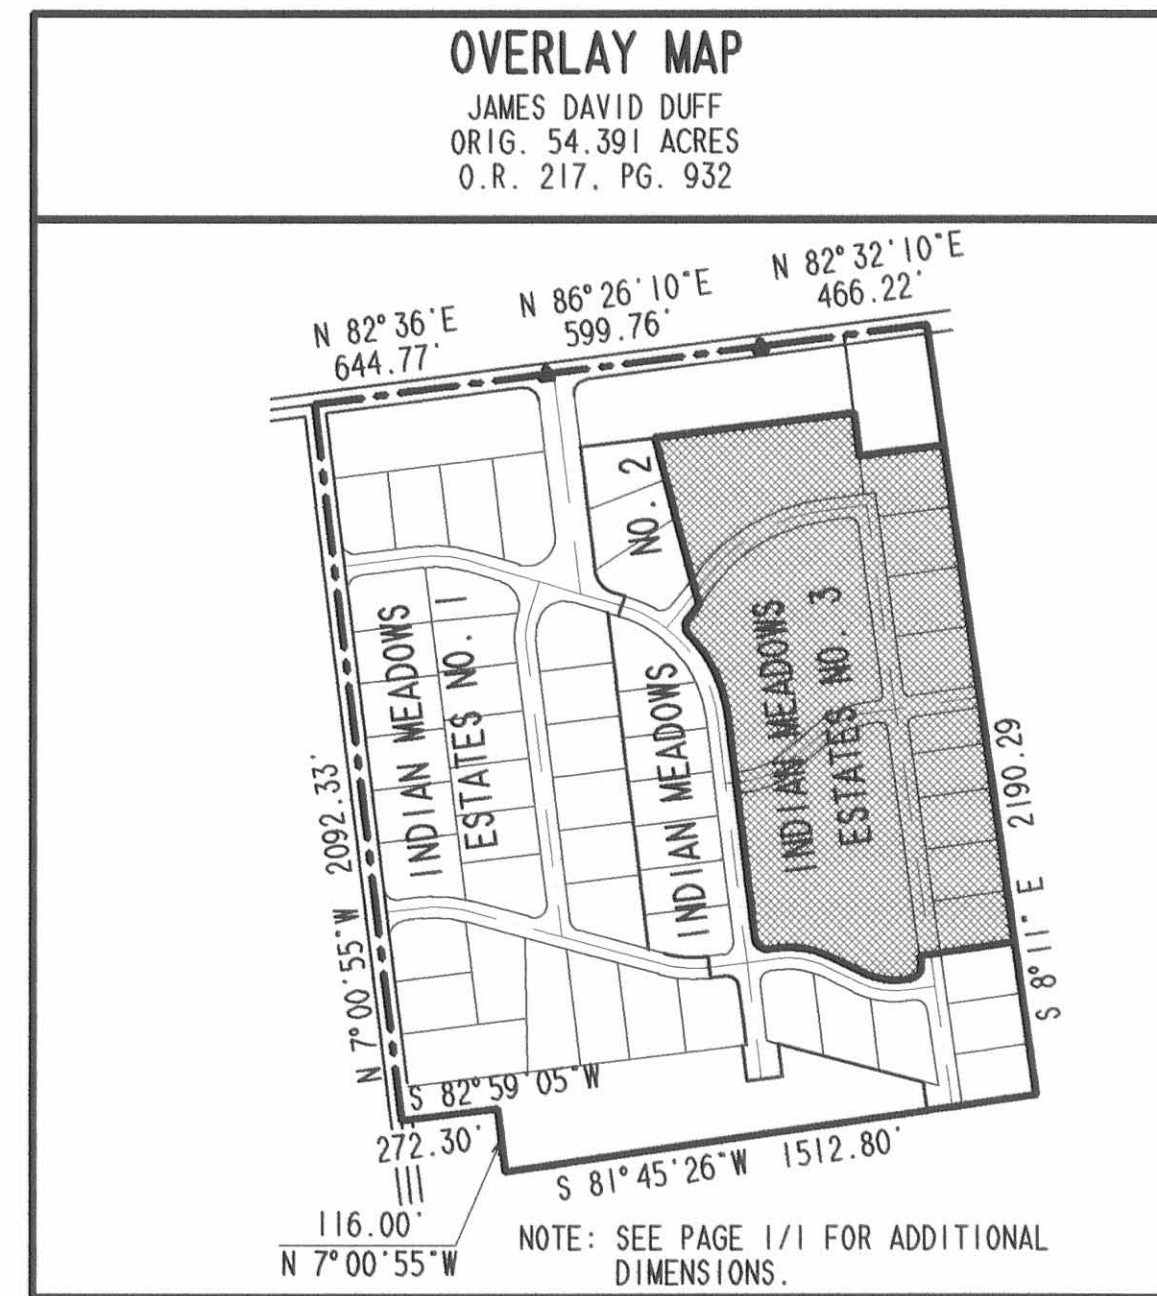 OVERLAY MAP
JAMES DAVID DUFF
ORIG. 54.391 ACRES
O.R. 217, PG. 932
N 82° 36' E
644.77'
N 86° 26' 10" E
599.76'
N 82° 32' 10" E
466.22'
NO. 2
INDIAN MEADOWS
ESTATES NO. 1
INDIAN MEADOWS
INDIAN MEADOWS
ESTATES NO. 3
N 7° 00' 55" W 2092.33'
S 8° 11" E 2190.29
S 82° 59' 05" W
272.30'
S 81° 45' 26" W 1512.80'
116.00'
N 7° 00' 55" W
NOTE: SEE PAGE 1/1 FOR ADDITIONAL
DIMENSIONS.